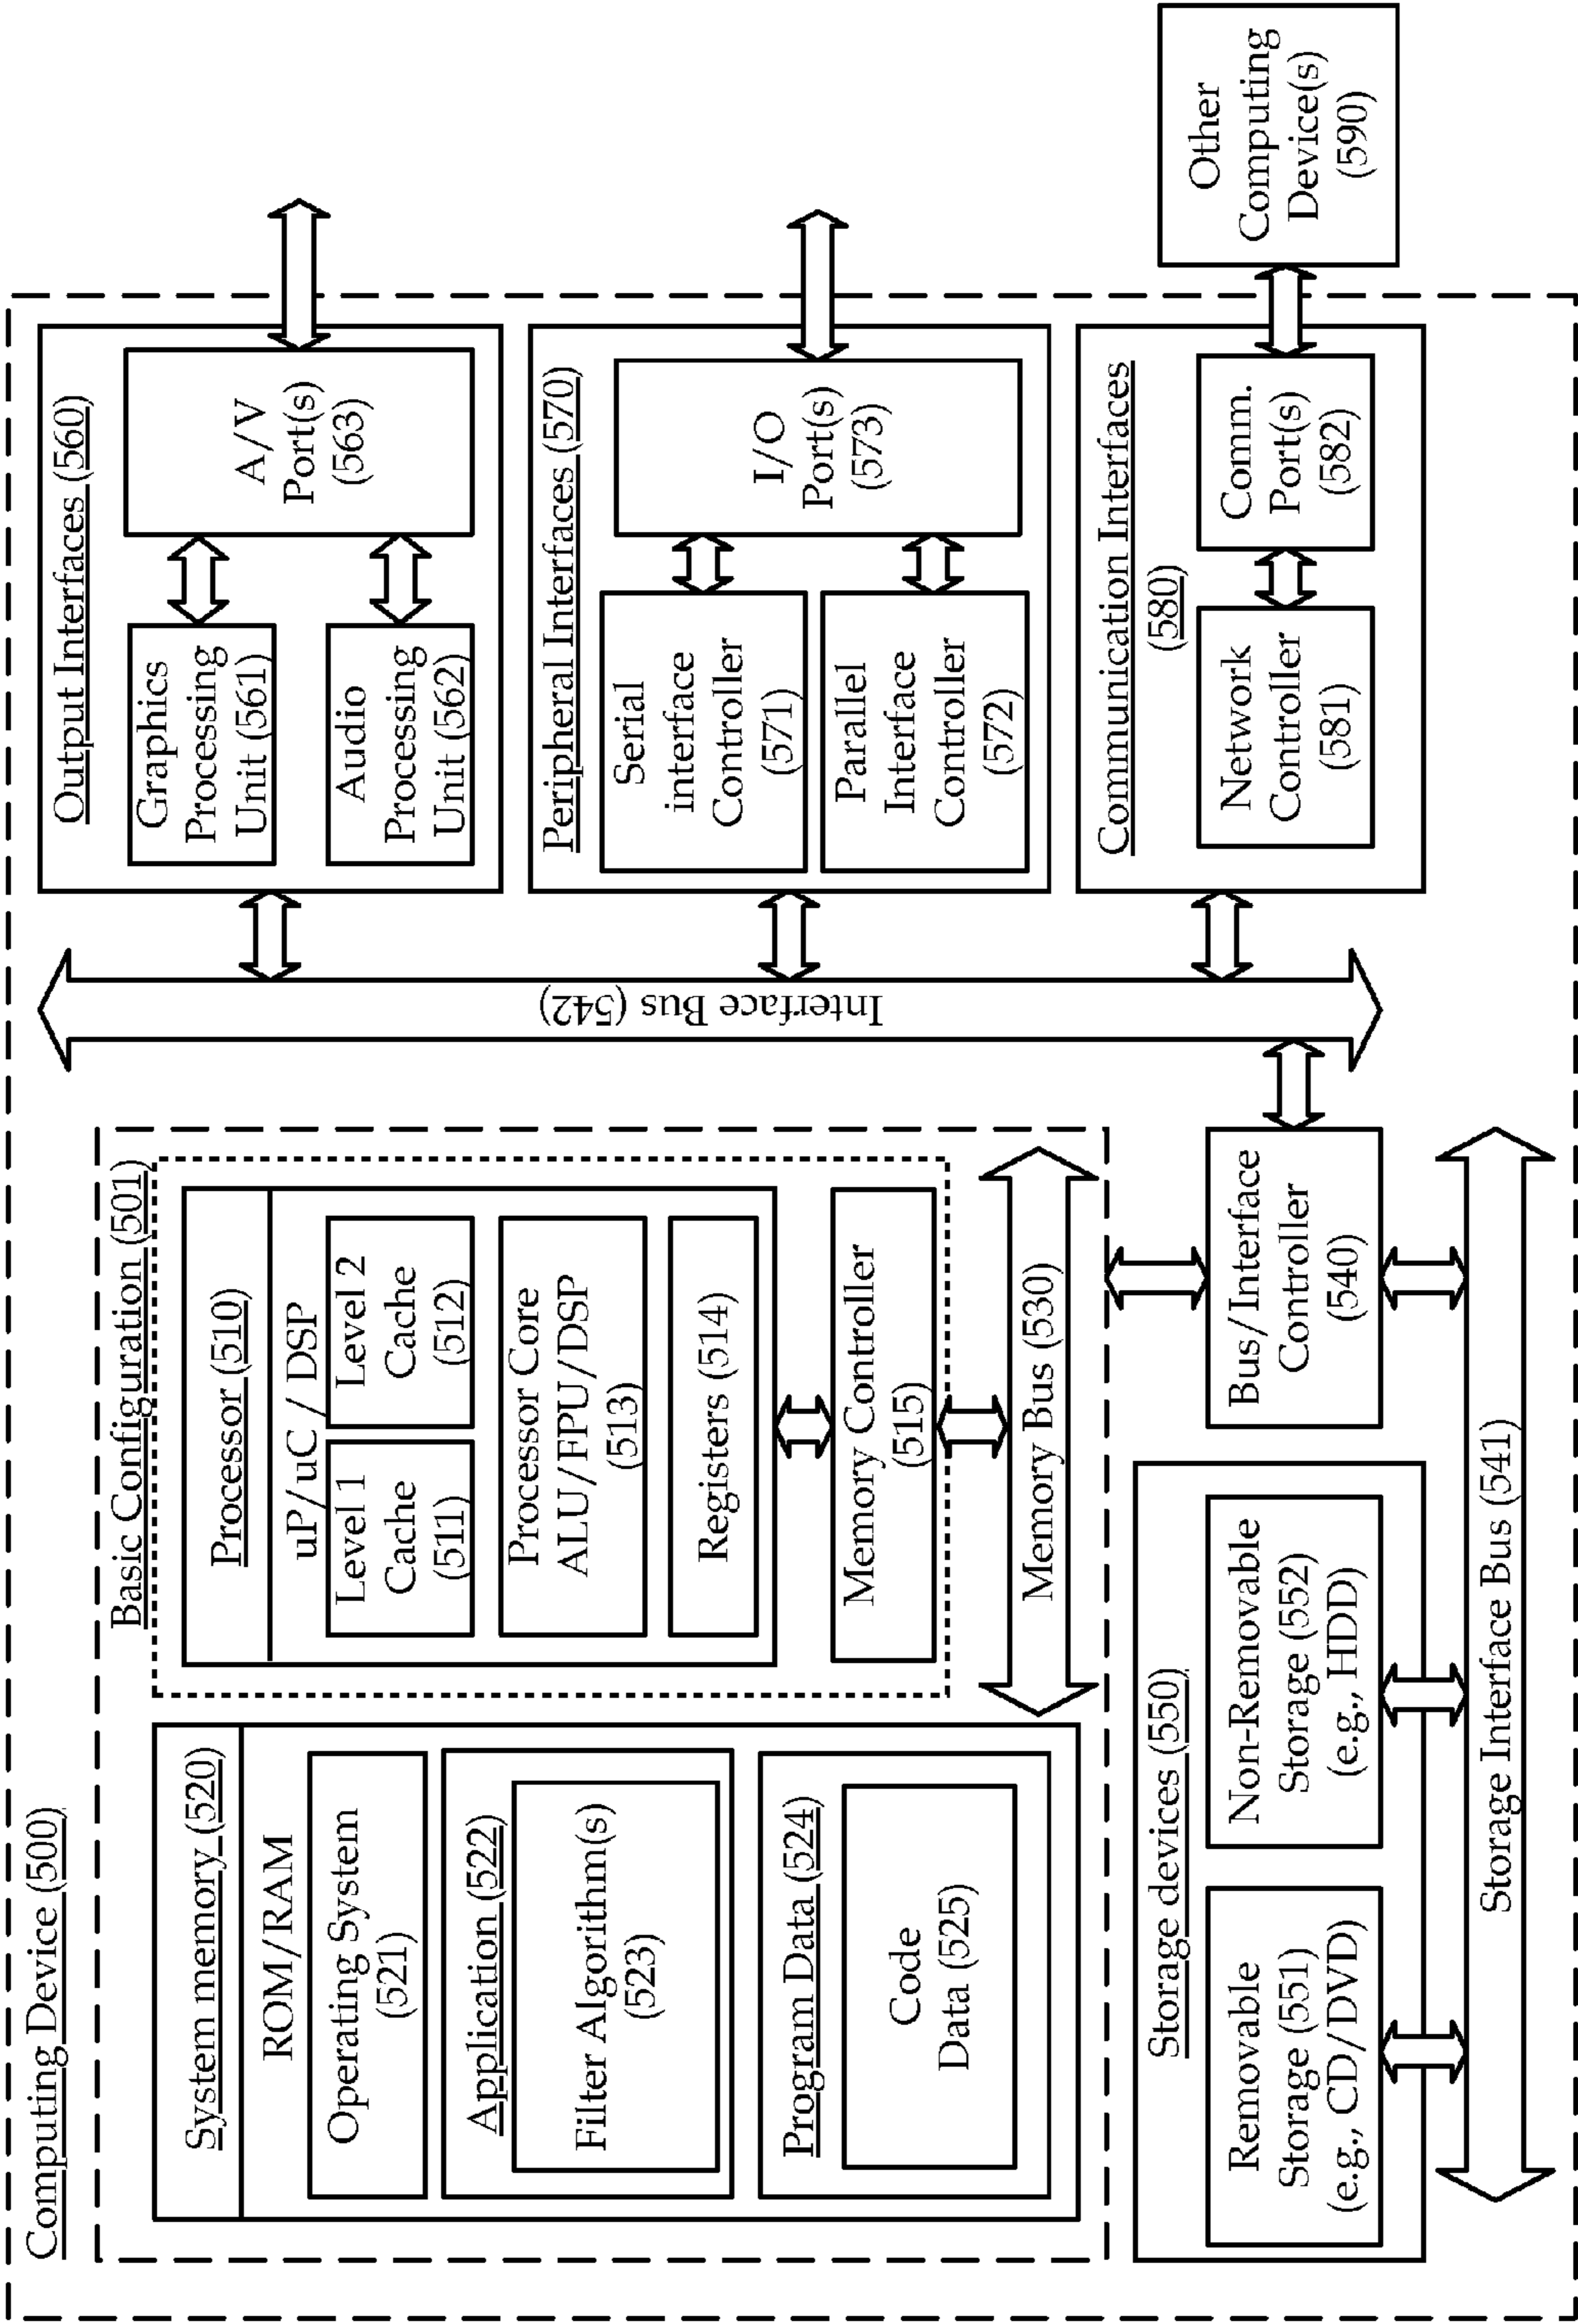 Computing Device (500)
Basic Configuration (501)
System memory (520)
ROM/RAM
Operating System
(521)
Application (522)
Filter Algorithm(s)
(523)
Program Data (524)
Code
Data (525)
Processor (510)
uP/uC / DSP
Level 1
Cache
(511)
Level 2
Cache
(512)
Processor Core
ALU/FPU/DSP
(513)
Registers (514)
Memory Controller
(515)
Memory Bus (530)
Storage devices (550)
Removable
Storage (551)
(e.g., CD/DVD)
Non-Removable
Storage (552)
(e.g., HDD)
Bus/Interface
Controller
(540)
Storage Interface Bus (541)
Interface Bus (542)
Output Interfaces (560)
Graphics
Processing
Unit (561)
Audio
Processing
Unit (562)
A/V
Port(s)
(563)
Peripheral Interfaces (570)
Serial
interface
Controller
(571)
Parallel
Interface
Controller
(572)
I/O
Port(s)
(573)
Communication Interfaces
(580)
Network
Controller
(581)
Comm.
Port(s)
(582)
Other
Computing
Device(s)
(590)